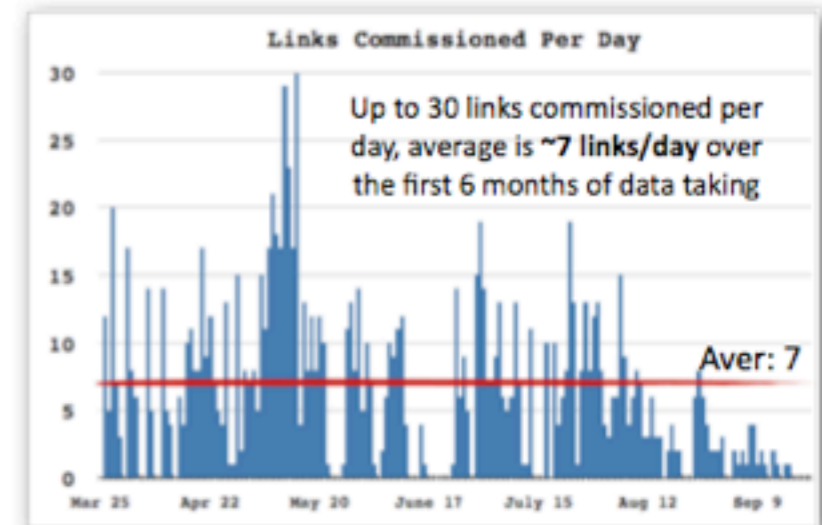 Links Commissioned Per Day
30
Up to 30 links commissioned per
25
day, average is ~7 links/day over
the first 6 months of data taking
20
15
10
Aver: 7
5
0
Mar 25 Apr 22 May 20 June 17 July 15 Aug 12 Sep 9